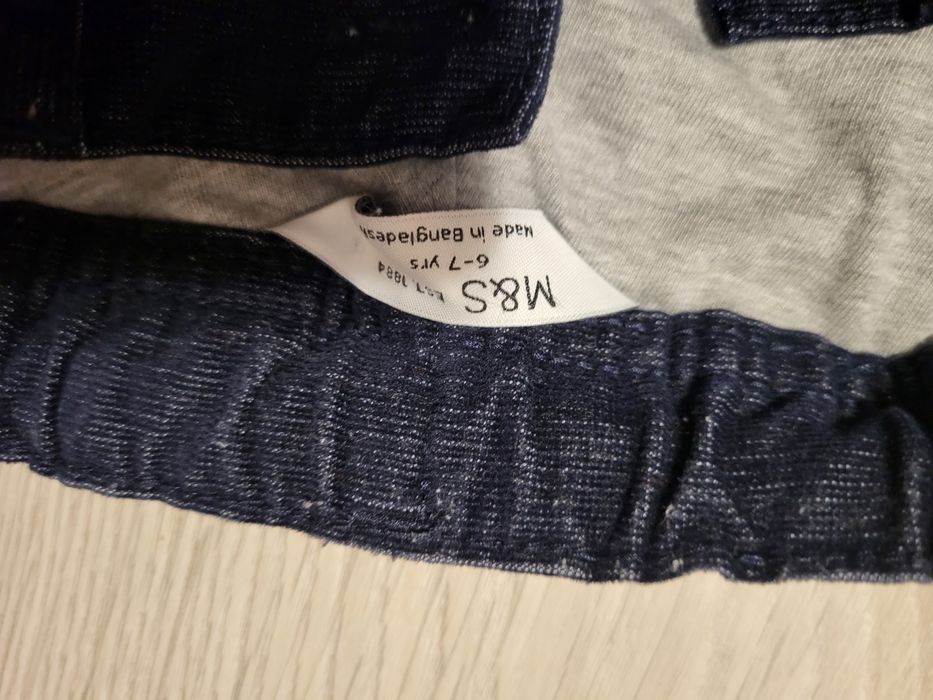 M&S
EST. 1884
6-7 yrs
Made in Bangladesh